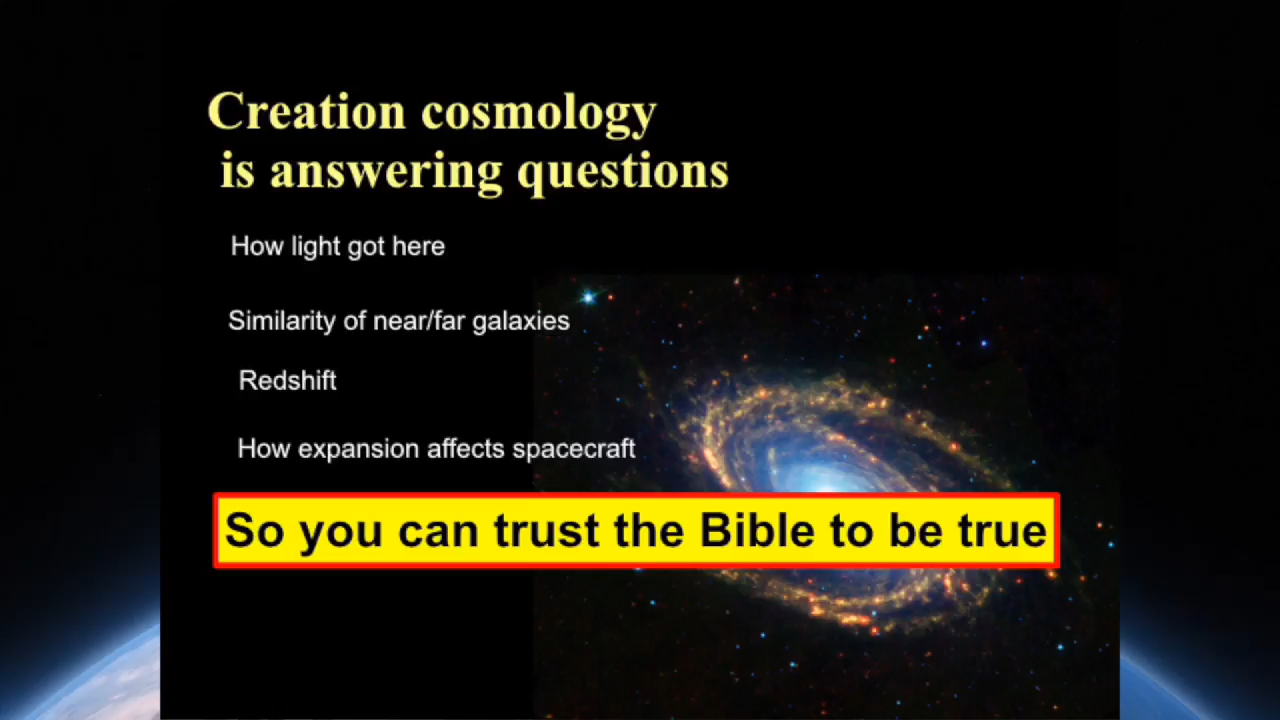 Creation cosmology
is answering questions
How light got here
Similarity of near/far galaxies
Redshift
How expansion affects spacecraft
So you can trust the Bible to be true